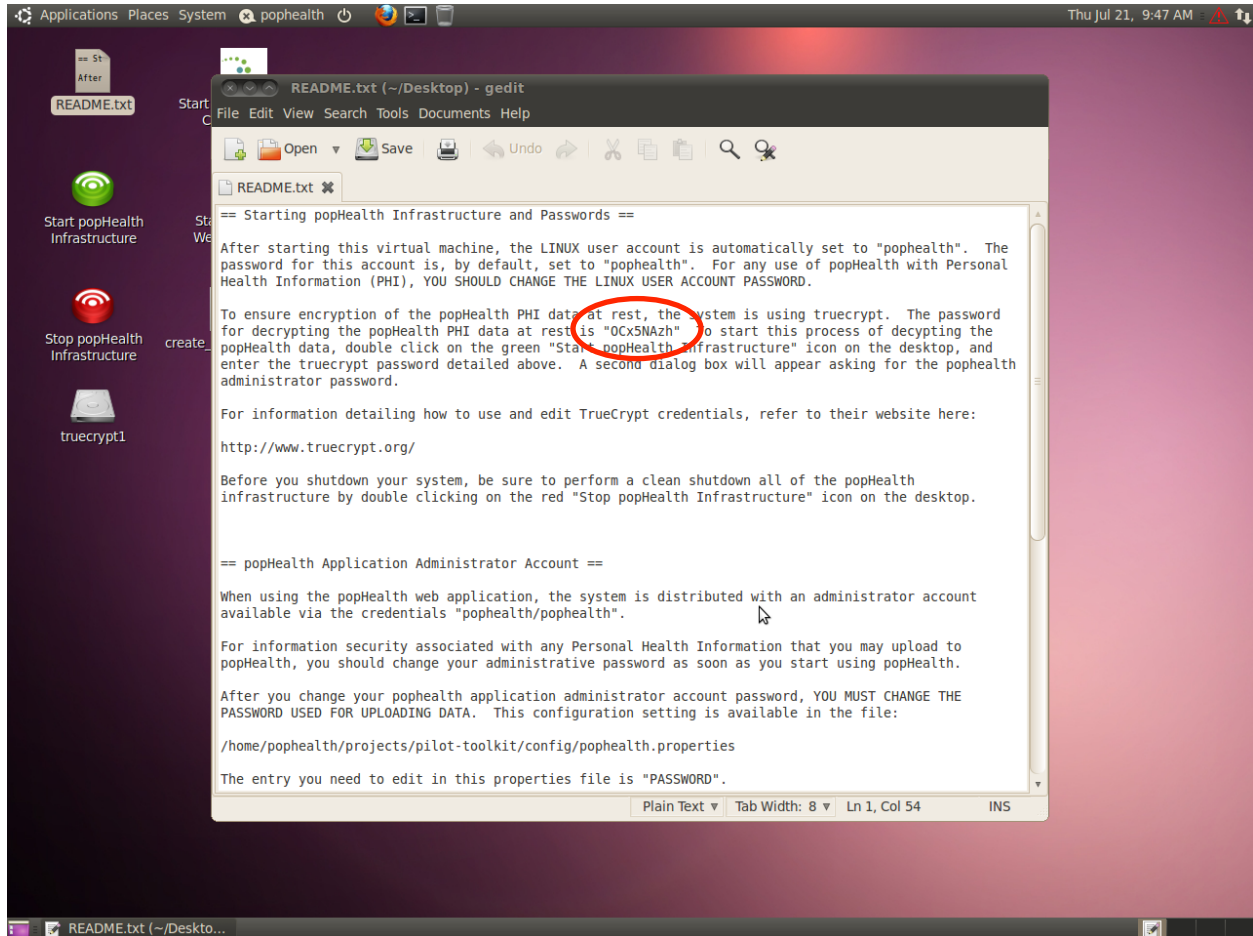 Applications Places System pophealth Thu Jul 21, 9:47 AM
== St
After
README.txt
Start
C
README.txt (~/Desktop) - gedit
File Edit View Search Tools Documents Help
Open Save Undo
README.txt
Start popHealth
Infrastructure
Sta
We
Stop popHealth
Infrastructure
create_
truecrypt1
== Starting popHealth Infrastructure and Passwords ==
After starting this virtual machine, the LINUX user account is automatically set to "pophealth". The
password for this account is, by default, set to "pophealth". For any use of popHealth with Personal
Health Information (PHI), YOU SHOULD CHANGE THE LINUX USER ACCOUNT PASSWORD.
To ensure encryption of the popHealth PHI data at rest, the system is using truecrypt. The password
for decrypting the popHealth PHI data at rest is "OCx5NAzh" To start this process of decypting the
popHealth data, double click on the green "Start popHealth Infrastructure" icon on the desktop, and
enter the truecrypt password detailed above. A second dialog box will appear asking for the pophealth
administrator password.
For information detailing how to use and edit TrueCrypt credentials, refer to their website here:
http://www.truecrypt.org/
Before you shutdown your system, be sure to perform a clean shutdown all of the popHealth
infrastructure by double clicking on the red "Stop popHealth Infrastructure" icon on the desktop.
== popHealth Application Administrator Account ==
When using the popHealth web application, the system is distributed with an administrator account
available via the credentials "pophealth/pophealth".
For information security associated with any Personal Health Information that you may upload to
popHealth, you should change your administrative password as soon as you start using popHealth.
After you change your pophealth application administrator account password, YOU MUST CHANGE THE
PASSWORD USED FOR UPLOADING DATA. This configuration setting is available in the file:
/home/pophealth/projects/pilot-toolkit/config/pophealth.properties
The entry you need to edit in this properties file is "PASSWORD".
Plain Text Tab Width: 8 Ln 1, Col 54 INS
README.txt (~/Deskto...